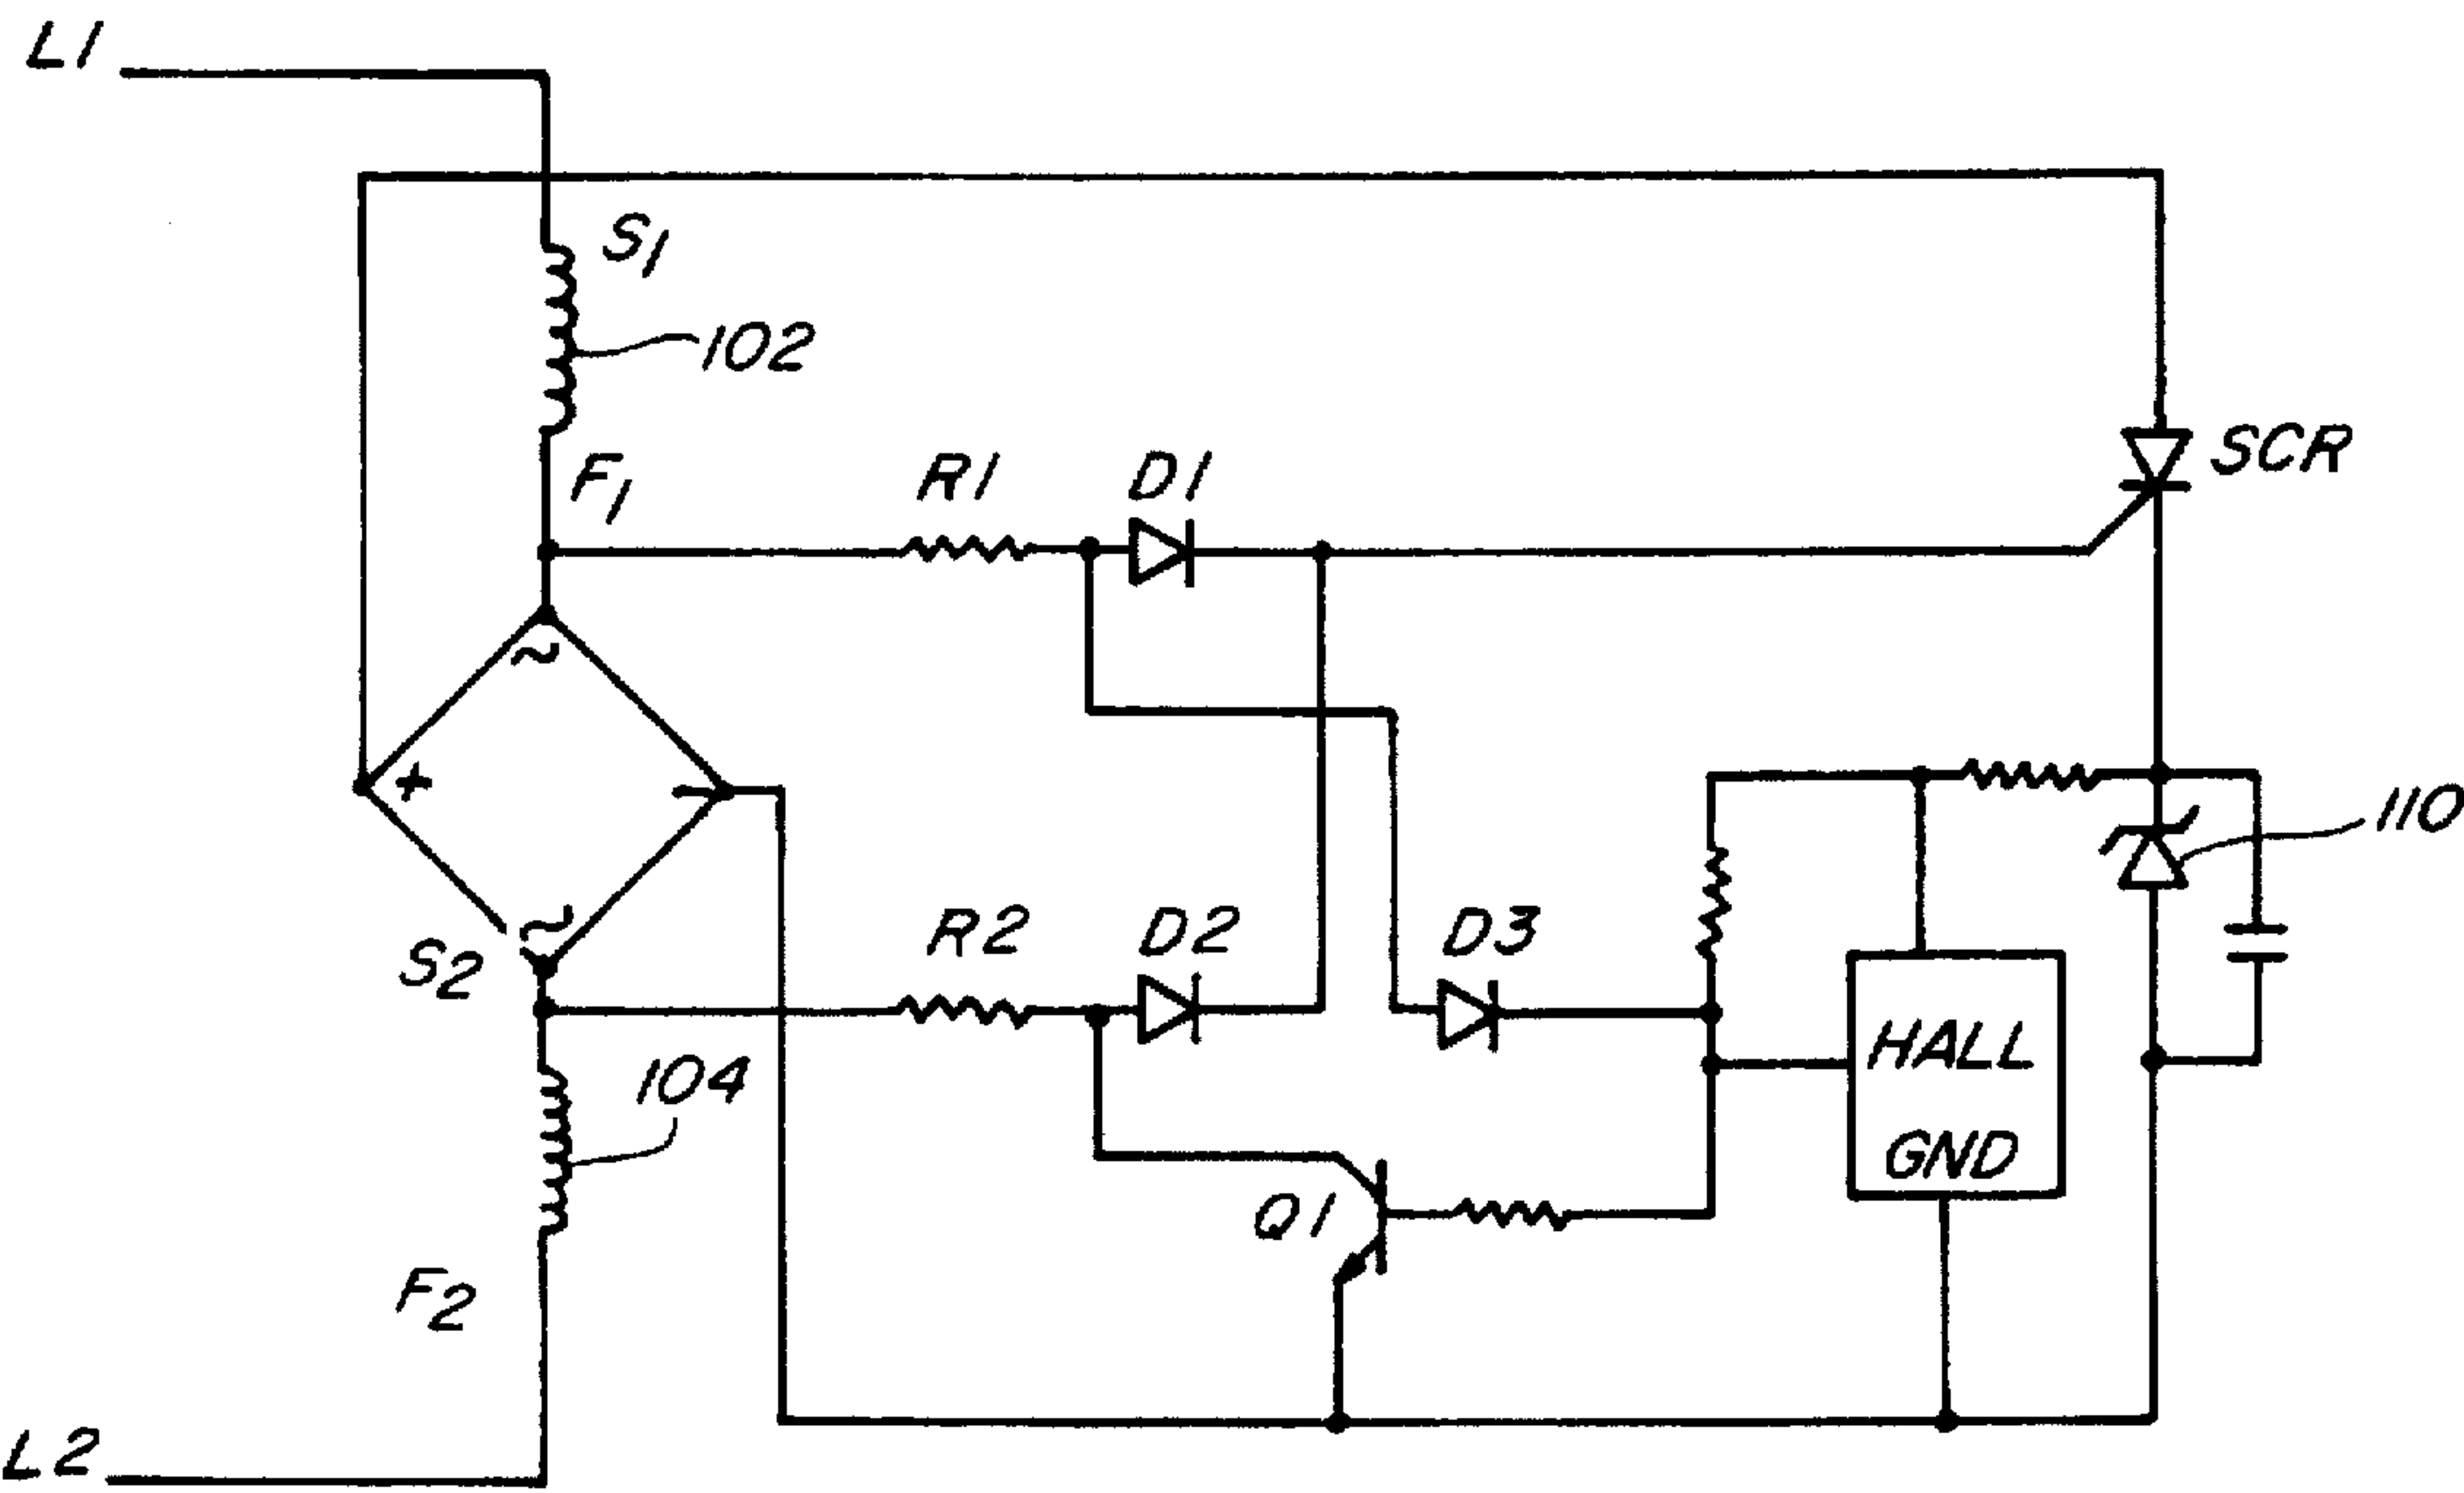 L1
S1
102
F1
R1
D1
SCR
~
+
-
110
~
S2
R2
D2
D3
104
HALL
GND
Q1
F2
L2